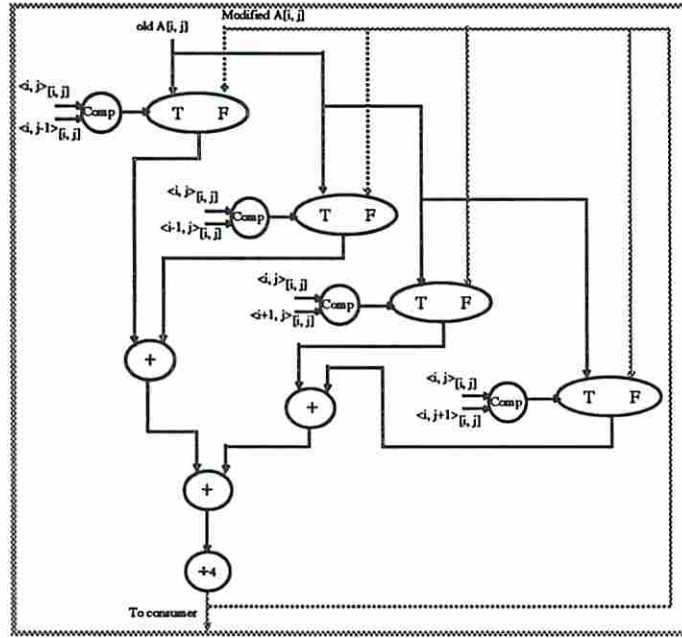 Modified A[i, j]
old A[i, j]
<i, j>[i, j]
Comp
<i, j-1>[i, j]
T F
<i, j>[i, j]
Comp
<i-1, j>[i, j]
T F
<i, j>[i, j]
Comp
<i+1, j>[i, j]
T F
+
<i, j>[i, j]
Comp
<i, j+1>[i, j]
T F
+
+
÷4
To consumer